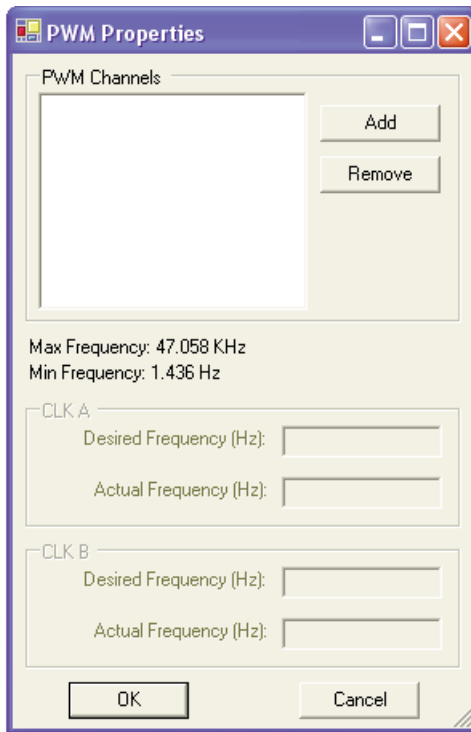 PWM Properties
PWM Channels
Add
Remove
Max Frequency: 47.058 KHz
Min Frequency: 1.436 Hz
CLK A
Desired Frequency (Hz):
Actual Frequency (Hz):
CLK B
Desired Frequency (Hz):
Actual Frequency (Hz):
OK
Cancel